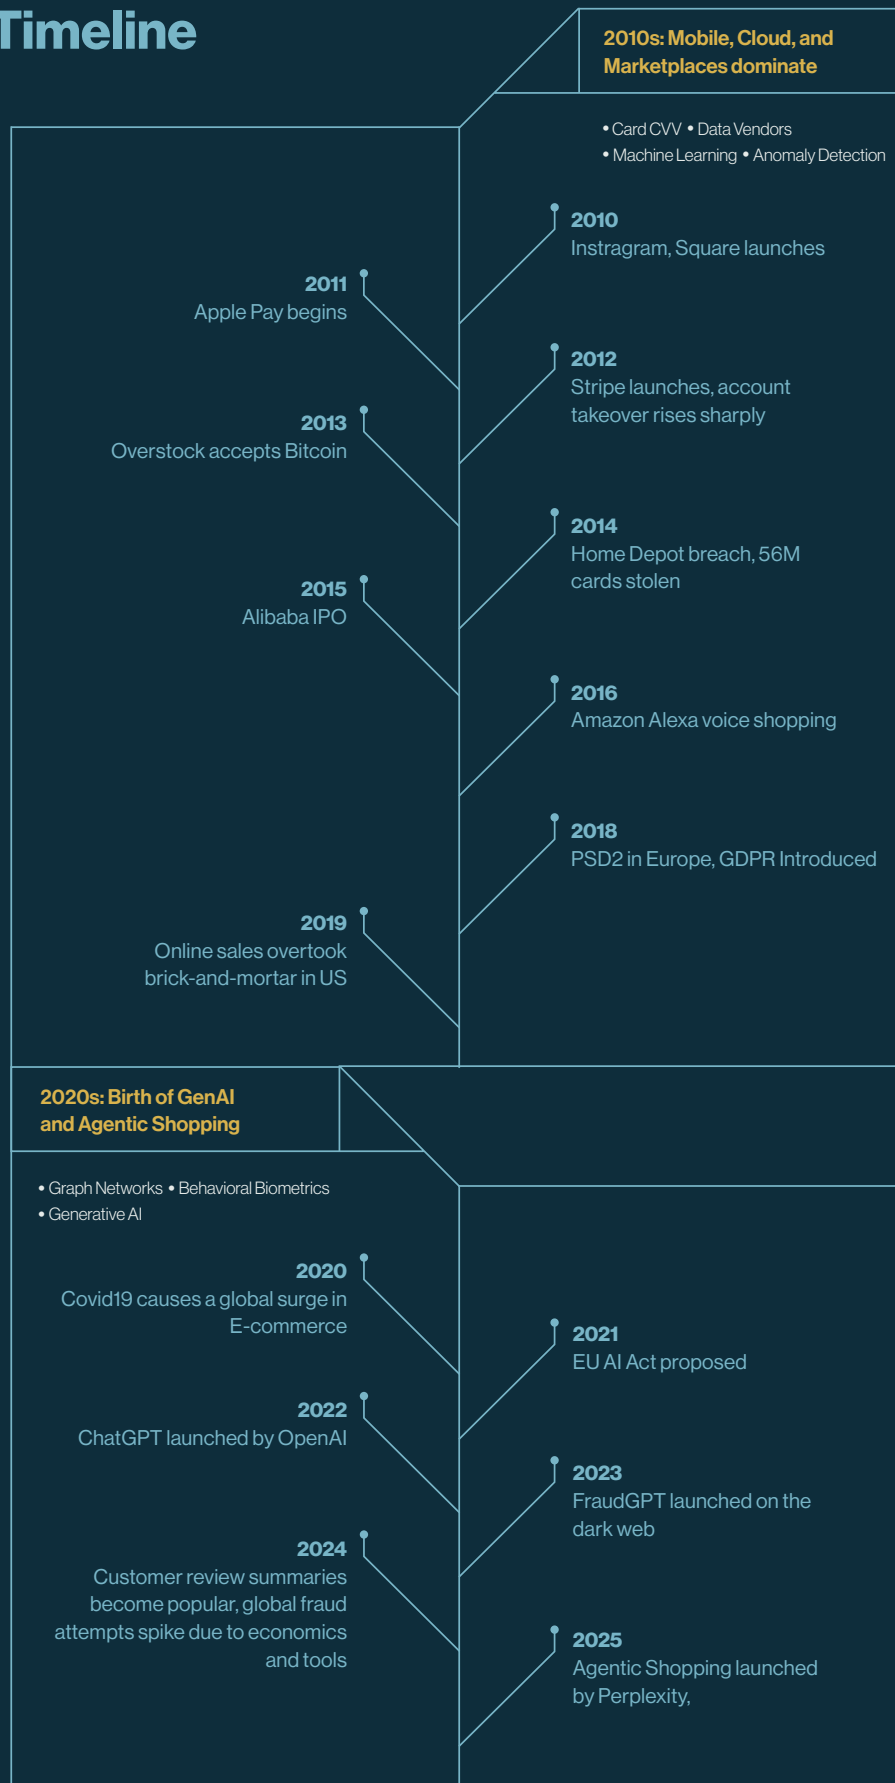 Timeline
2010s: Mobile, Cloud, and
Marketplaces dominate
• Card CVV • Data Vendors
• Machine Learning • Anomaly Detection
2010
Instragram, Square launches
2011
Apple Pay begins
2012
Stripe launches, account
takeover rises sharply
2013
Overstock accepts Bitcoin
2014
Home Depot breach, 56M
cards stolen
2015
Alibaba IPO
2016
Amazon Alexa voice shopping
2018
PSD2 in Europe, GDPR Introduced
2019
Online sales overtook
brick-and-mortar in US
2020s: Birth of GenAI
and Agentic Shopping
• Graph Networks • Behavioral Biometrics
• Generative AI
2020
Covid19 causes a global surge in
E-commerce
2021
EU AI Act proposed
2022
ChatGPT launched by OpenAI
2023
FraudGPT launched on the
dark web
2024
Customer review summaries
become popular, global fraud
attempts spike due to economics
and tools
2025
Agentic Shopping launched
by Perplexity,